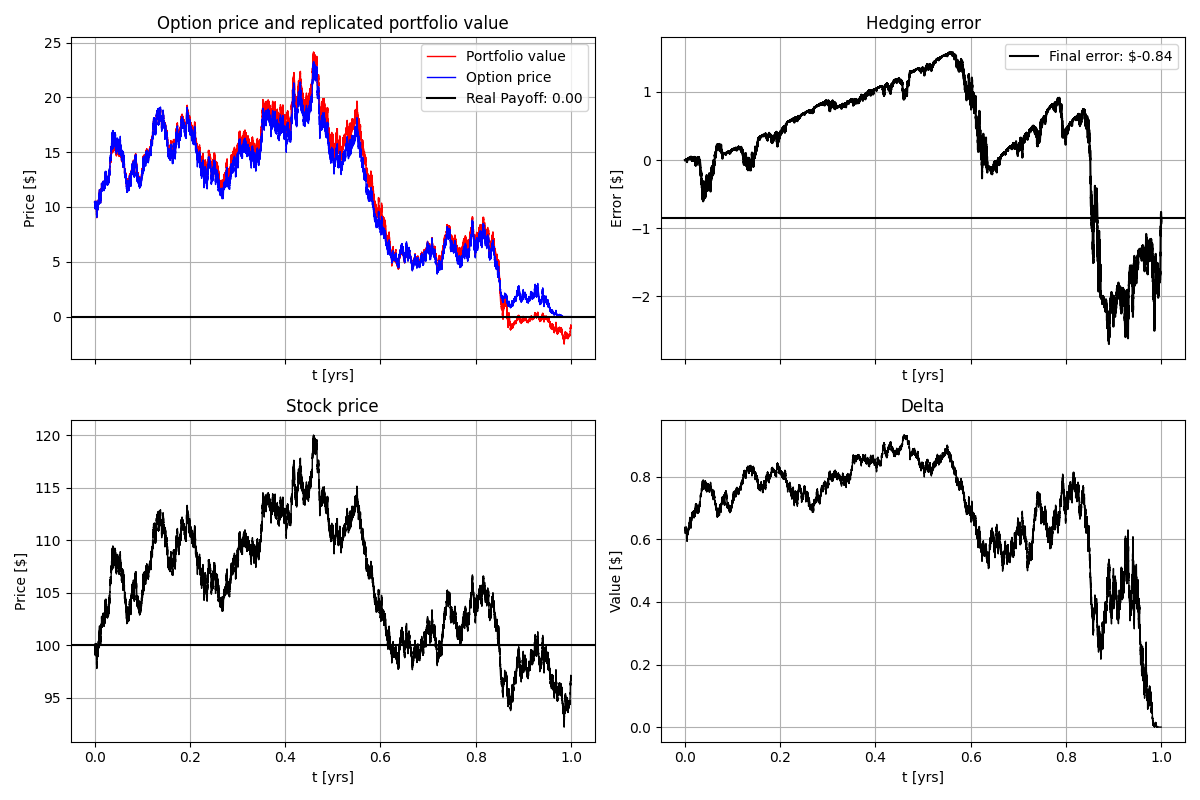 Option price and replicated portfolio value
25
20
15
10
5
0
Price [$]
Portfolio value
Option price
Real Payoff: 0.00
t [yrs]
Hedging error
1
0
−1
−2
Error [$]
Final error: $-0.84
t [yrs]
Stock price
120
115
110
105
100
95
Price [$]
0.0 0.2 0.4 0.6 0.8 1.0
t [yrs]
Delta
0.8
0.6
0.4
0.2
0.0
Value [$]
0.0 0.2 0.4 0.6 0.8 1.0
t [yrs]